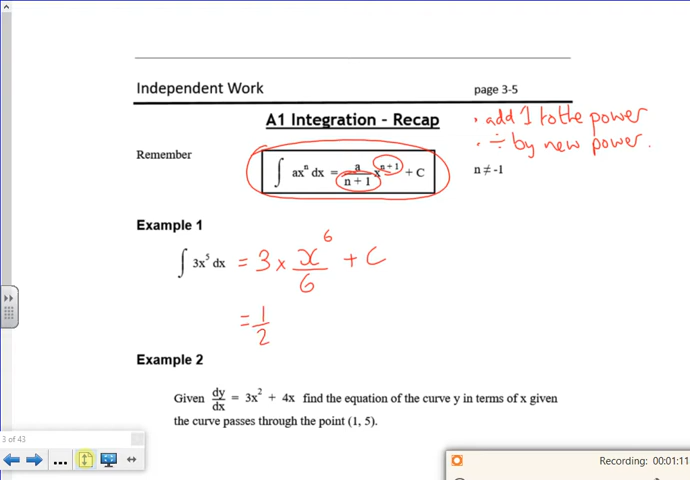 Independent Work page 3-5
A1 Integration - Recap
· add 1 to the power
· ÷ by new power.
Remember
∫ axⁿ dx = a/(n + 1) xⁿ⁺¹ + C
n ≠ -1
Example 1
∫ 3x⁵ dx = 3 × x⁶/6 + C
= 1/2
Example 2
Given dy/dx = 3x² + 4x find the equation of the curve y in terms of x given
the curve passes through the point (1, 5).
3 of 43
Recording: 00:01:11